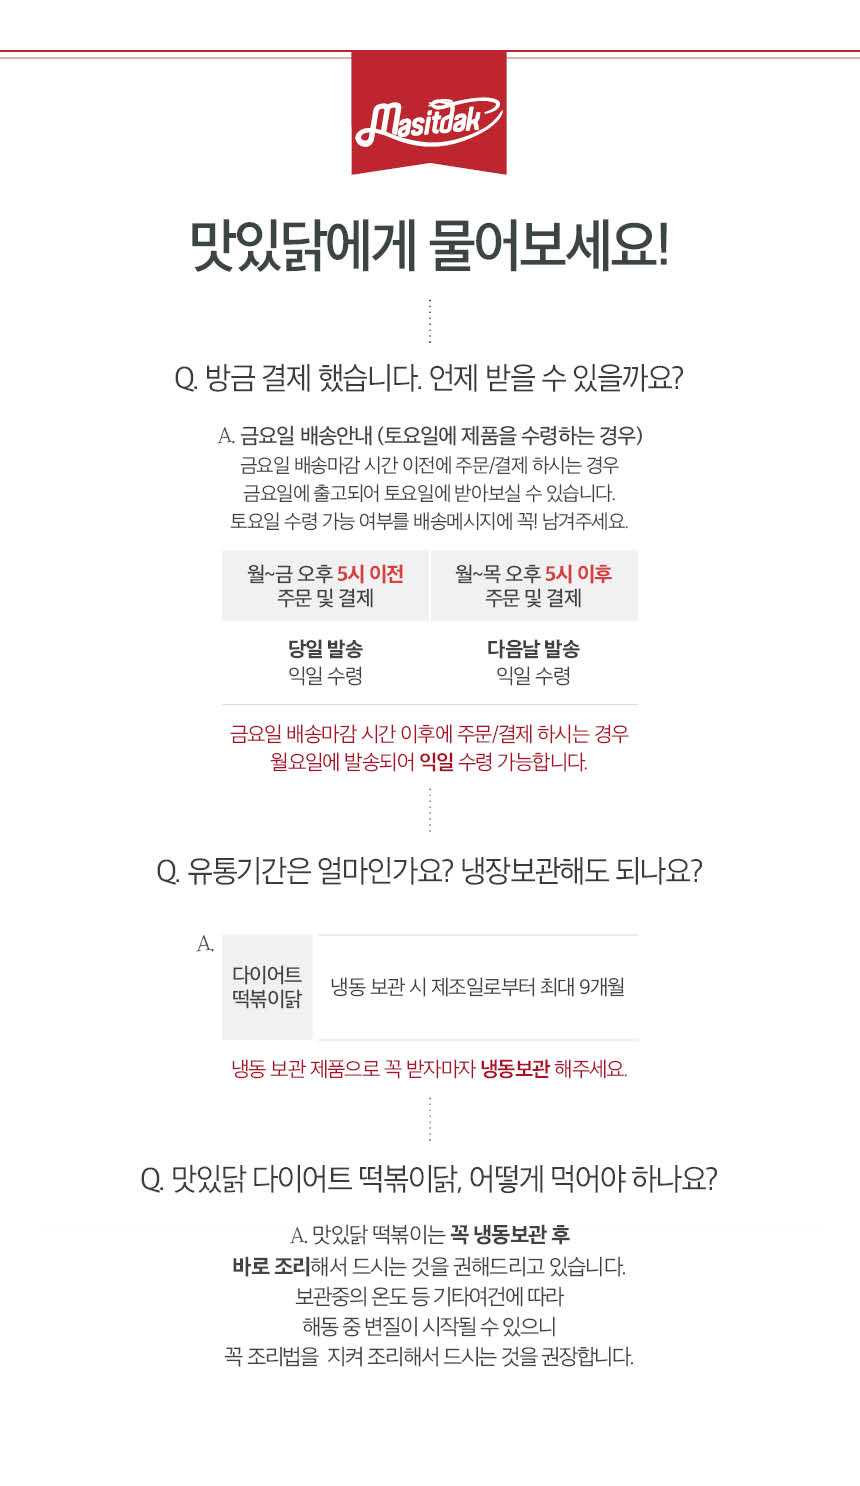 Masitdak
맛있닭에게 물어보세요!
Q. 방금 결제 했습니다. 언제 받을 수 있을까요?
A. 금요일 배송안내 (토요일에 제품을 수령하는 경우)
금요일 배송마감 시간 이전에 주문/결제 하시는 경우
금요일에 출고되어 토요일에 받아보실 수 있습니다.
토요일 수령 가능 여부를 배송메시지에 꼭! 남겨주세요.
월~금 오후 5시 이전
주문 및 결제
월~목 오후 5시 이후
주문 및 결제
당일 발송
익일 수령
다음날 발송
익일 수령
금요일 배송마감 시간 이후에 주문/결제 하시는 경우
월요일에 발송되어 익일 수령 가능합니다.
Q. 유통기간은 얼마인가요? 냉장보관해도 되나요?
A.
다이어트
떡볶이닭
냉동 보관 시 제조일로부터 최대 9개월
냉동 보관 제품으로 꼭 받자마자 냉동보관 해주세요.
Q. 맛있닭 다이어트 떡볶이닭, 어떻게 먹어야 하나요?
A. 맛있닭 떡볶이는 꼭 냉동보관 후
바로 조리해서 드시는 것을 권해드리고 있습니다.
보관중의 온도 등 기타여건에 따라
해동 중 변질이 시작될 수 있으니
꼭 조리법을 지켜 조리해서 드시는 것을 권장합니다.